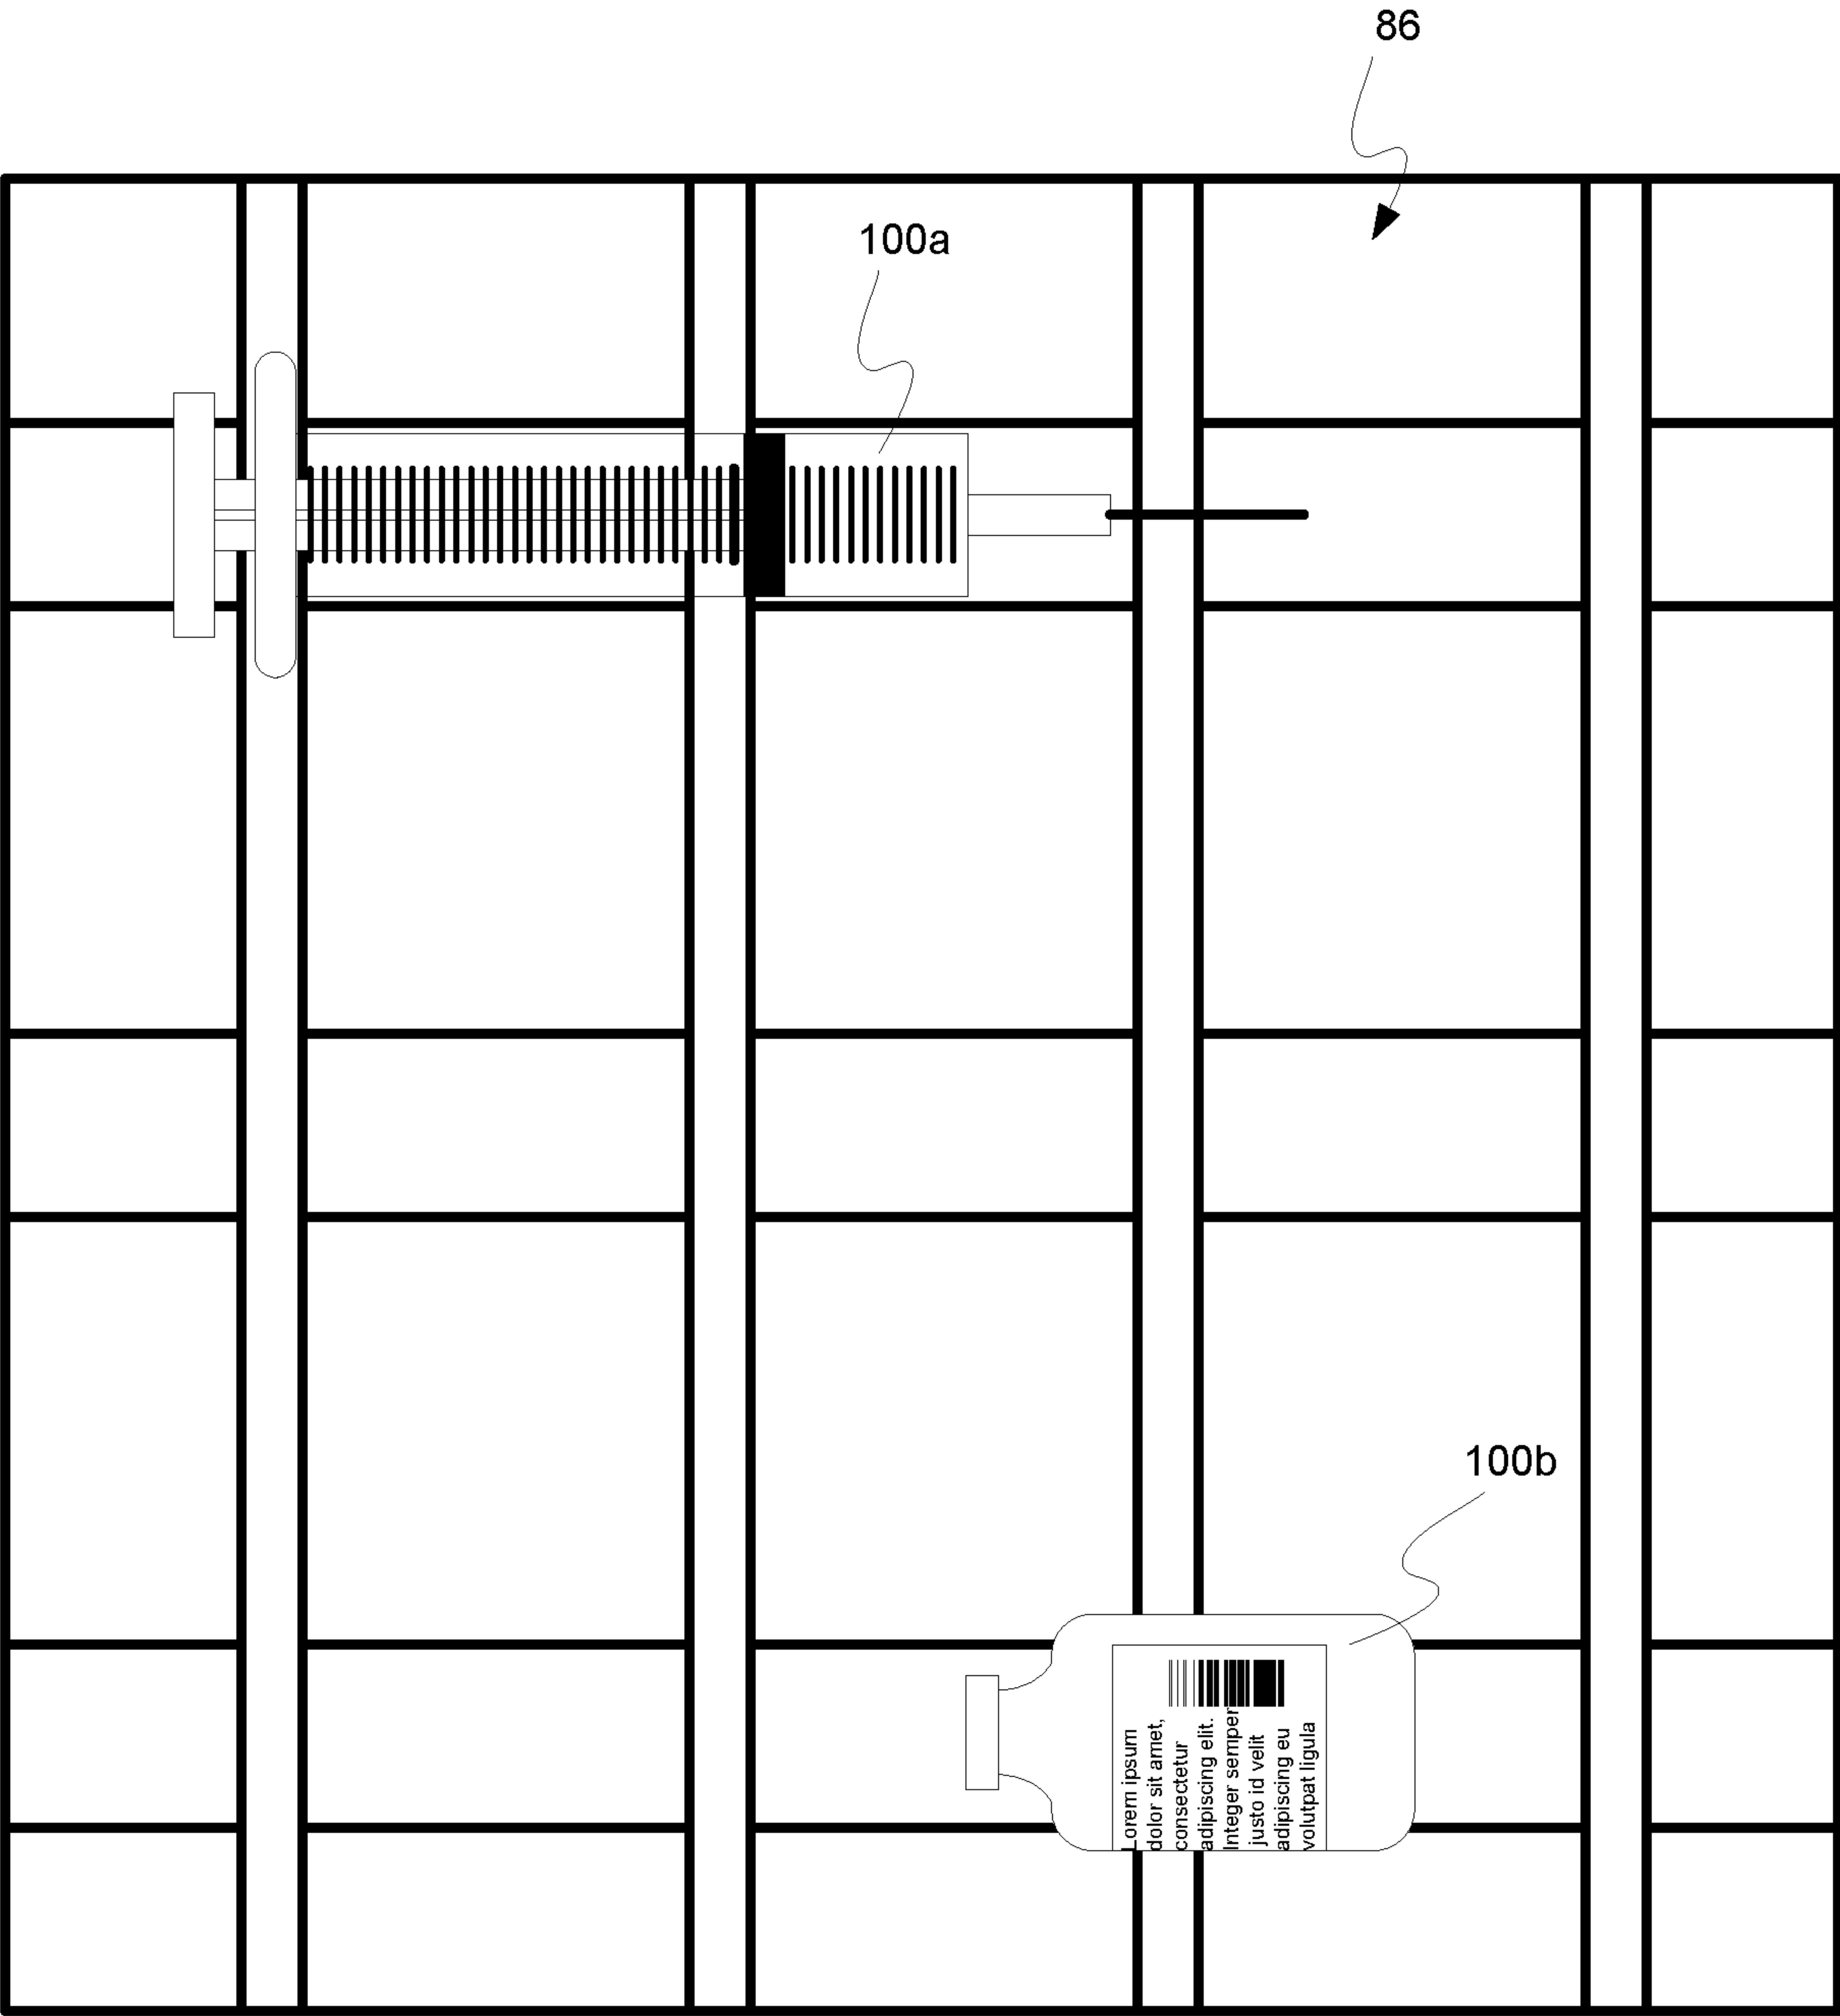 86
100a
100b
Lorem ipsum
dolor sit amet,
consectetur
adipiscing elit.
Integer semper
justo id velit
adipiscing eu
volutpat ligula